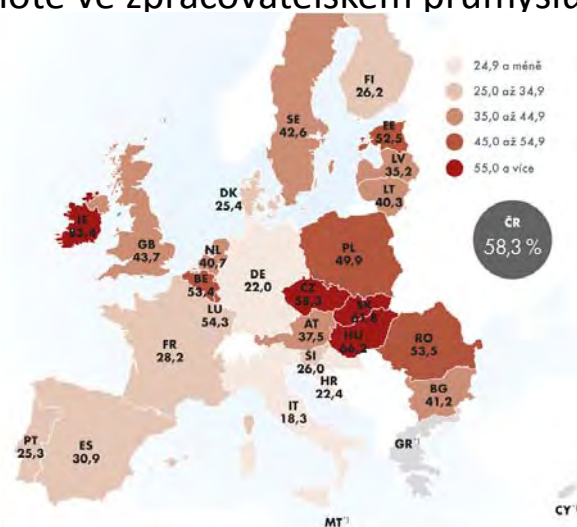 ve zpracovatelském průmyslu
24,9 a méně
25,0 až 34,9
35,0 až 44,9
45,0 až 54,9
55,0 a více
ČR
58,3 %
FI
26,2
SE
42,6
EE
52,5
LV
35,2
LT
40,3
DK
25,4
IE
GB
43,7
NL
40,7
BE
53,4
LU
54,3
DE
22,0
PL
49,9
CZ
58,3
SK
61,8
AT
37,5
HU
66,2
SI
26,0
HR
22,4
RO
53,5
BG
41,2
FR
28,2
IT
18,3
PT
25,3
ES
30,9
GR*)
MT*)
CY*)